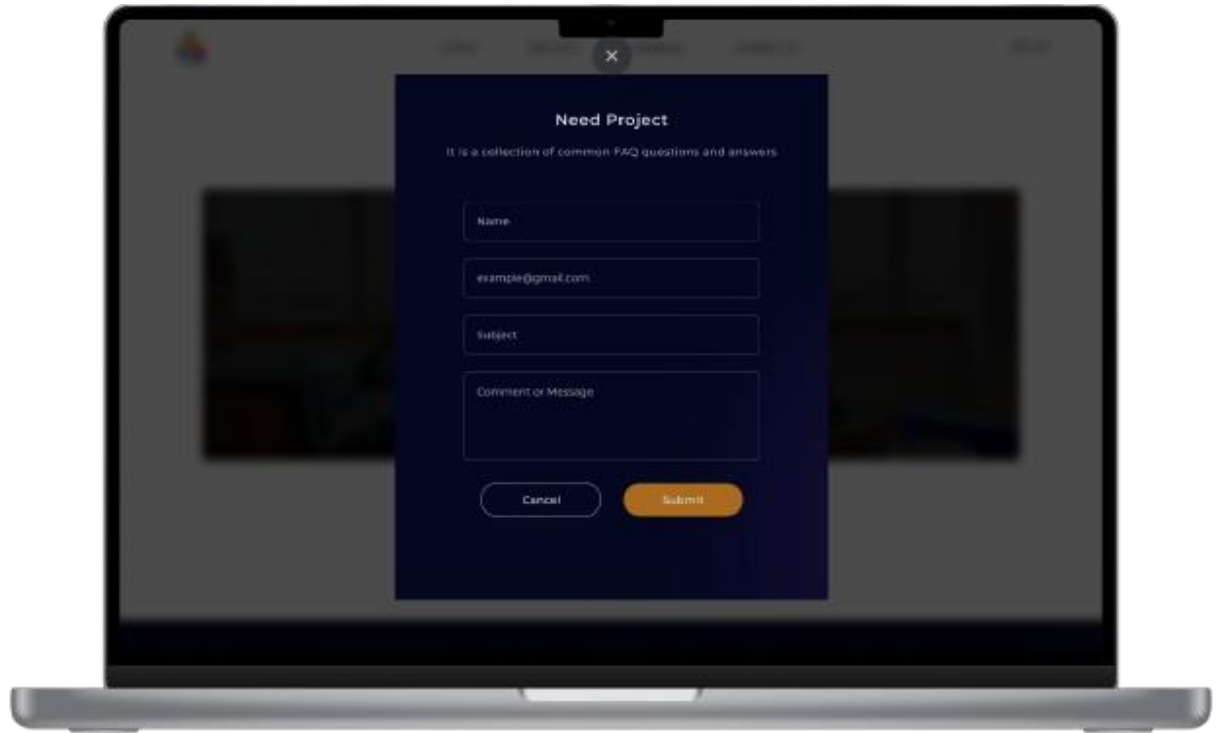 Need Project
It is a collection of common FAQ questions and answers
Name
example@gmail.com
Subject
Comment or Message
Cancel
Submit